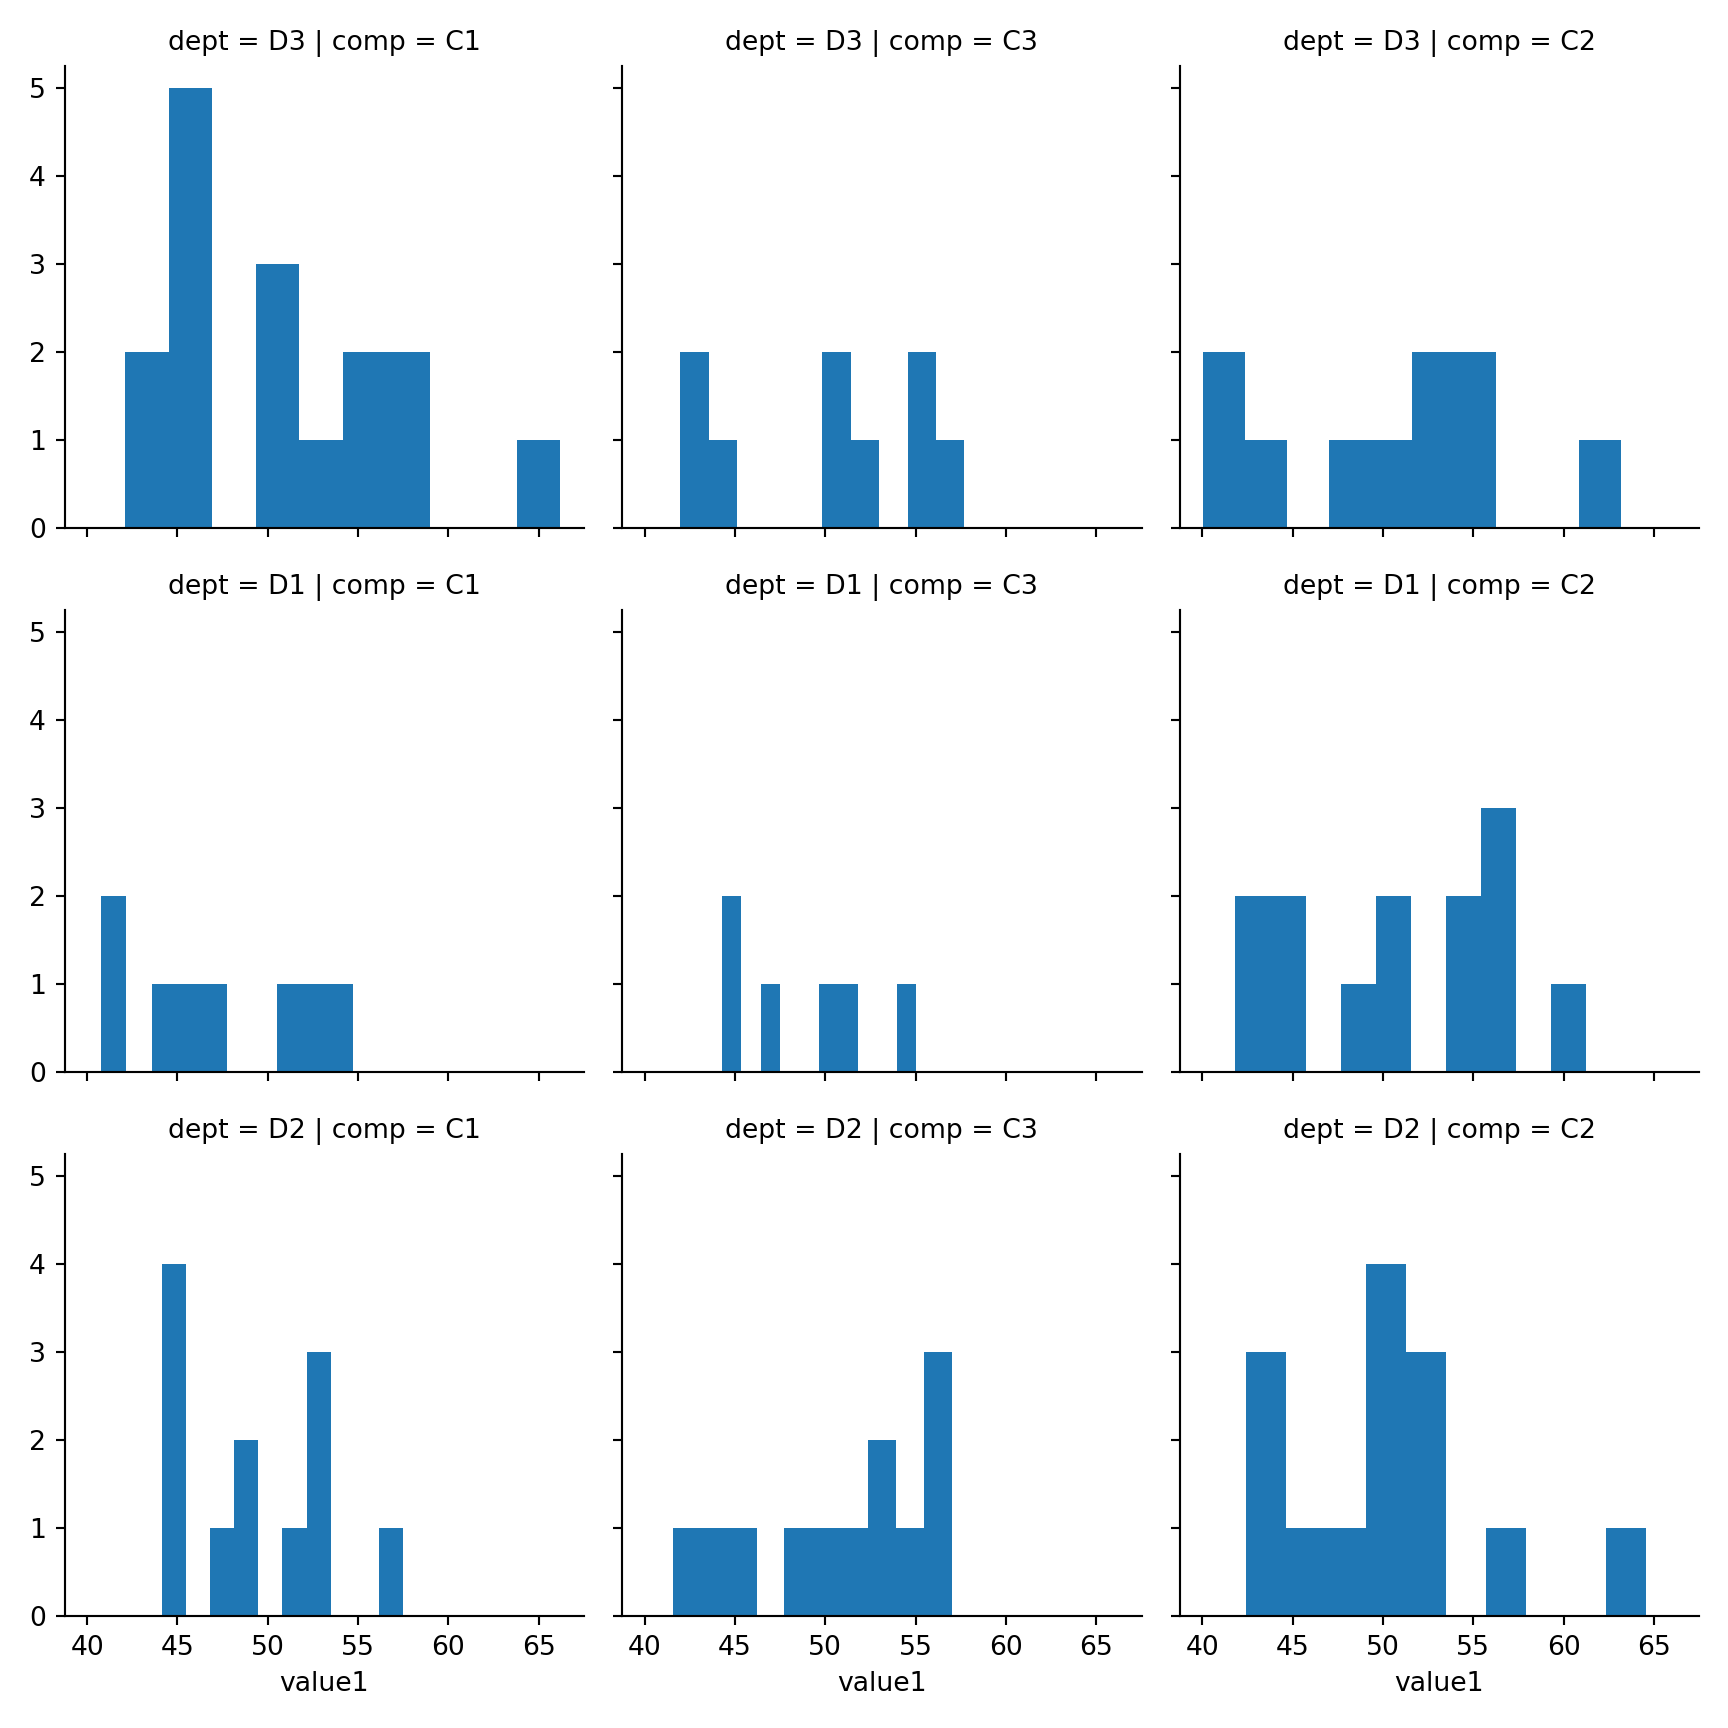 dept = D3 | comp = C1
dept = D3 | comp = C3
dept = D3 | comp = C2
5
4
3
2
1
0
dept = D1 | comp = C1
dept = D1 | comp = C3
dept = D1 | comp = C2
5
4
3
2
1
0
dept = D2 | comp = C1
dept = D2 | comp = C3
dept = D2 | comp = C2
5
4
3
2
1
0
40 45 50 55 60 65
40 45 50 55 60 65
40 45 50 55 60 65
value1
value1
value1